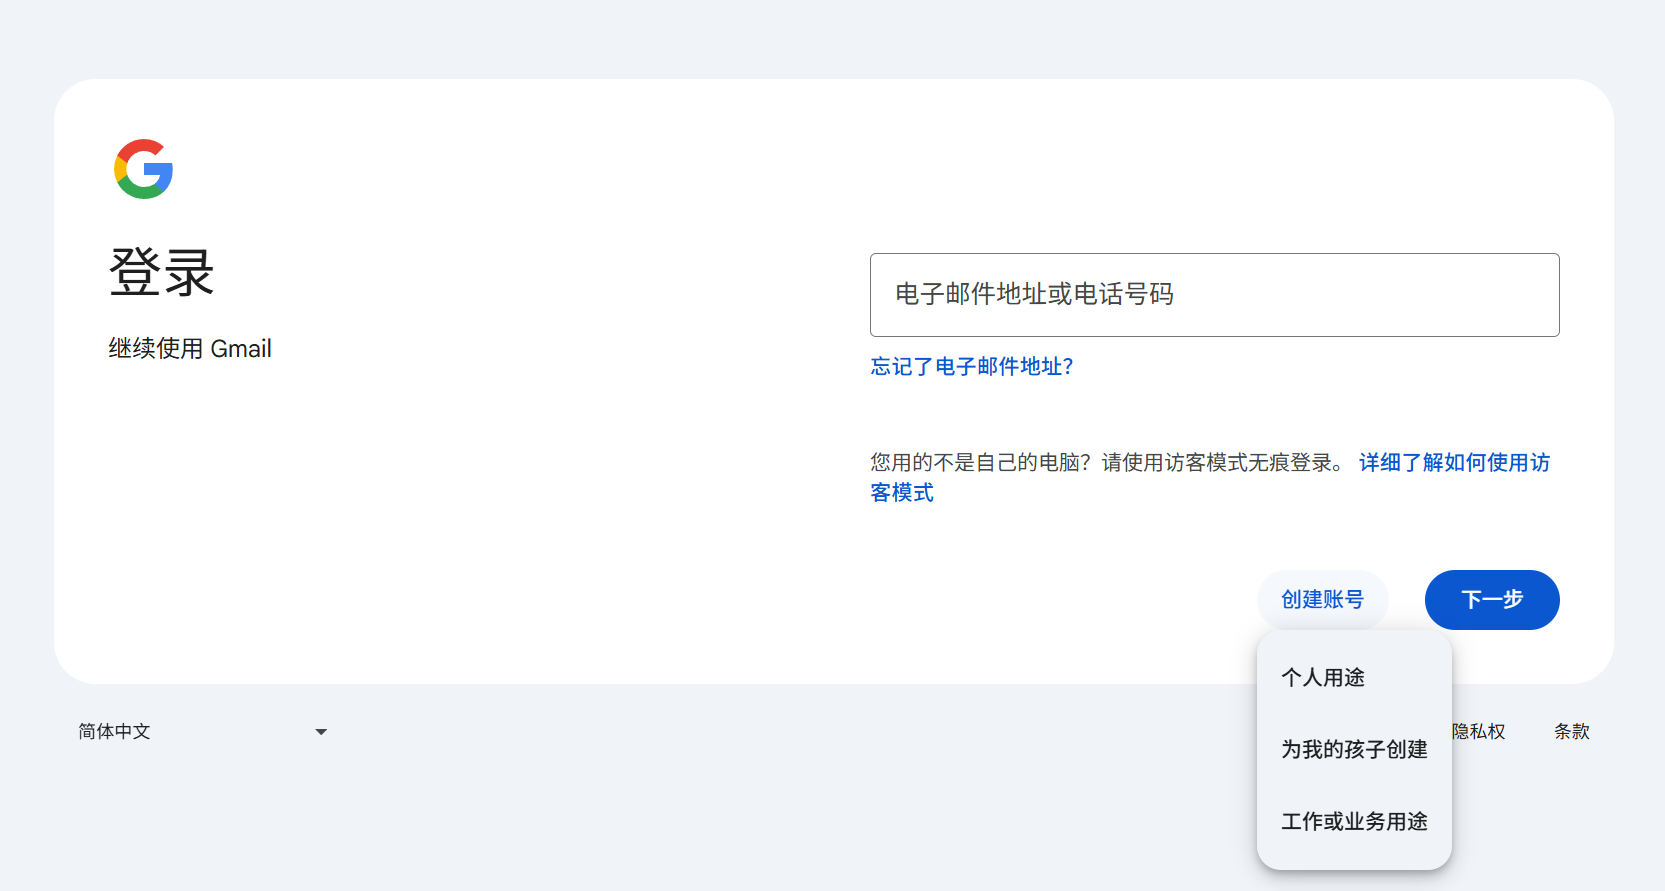 登录
继续使用 Gmail
电子邮件地址或电话号码
忘记了电子邮件地址?
您用的不是自己的电脑?请使用访客模式无痕登录。 详细了解如何使用访
客模式
创建账号
下一步
个人用途
为我的孩子创建
工作或业务用途
简体中文
隐私权
条款